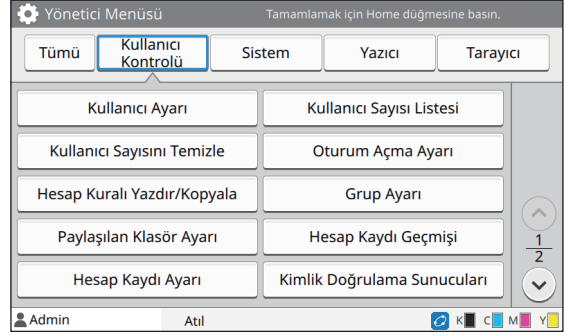 Yönetici Menüsü
Tamamlamak için Home düğmesine basın.
Tümü
Kullanıcı
Kontrolü
Sistem
Yazıcı
Tarayıcı
Kullanıcı Ayarı
Kullanıcı Sayısı Listesi
Kullanıcı Sayısını Temizle
Oturum Açma Ayarı
Hesap Kuralı Yazdır/Kopyala
Grup Ayarı
Paylaşılan Klasör Ayarı
Hesap Kaydı Geçmişi
Hesap Kaydı Ayarı
Kimlik Doğrulama Sunucuları
1
2
Admin
Atıl
K C M Y